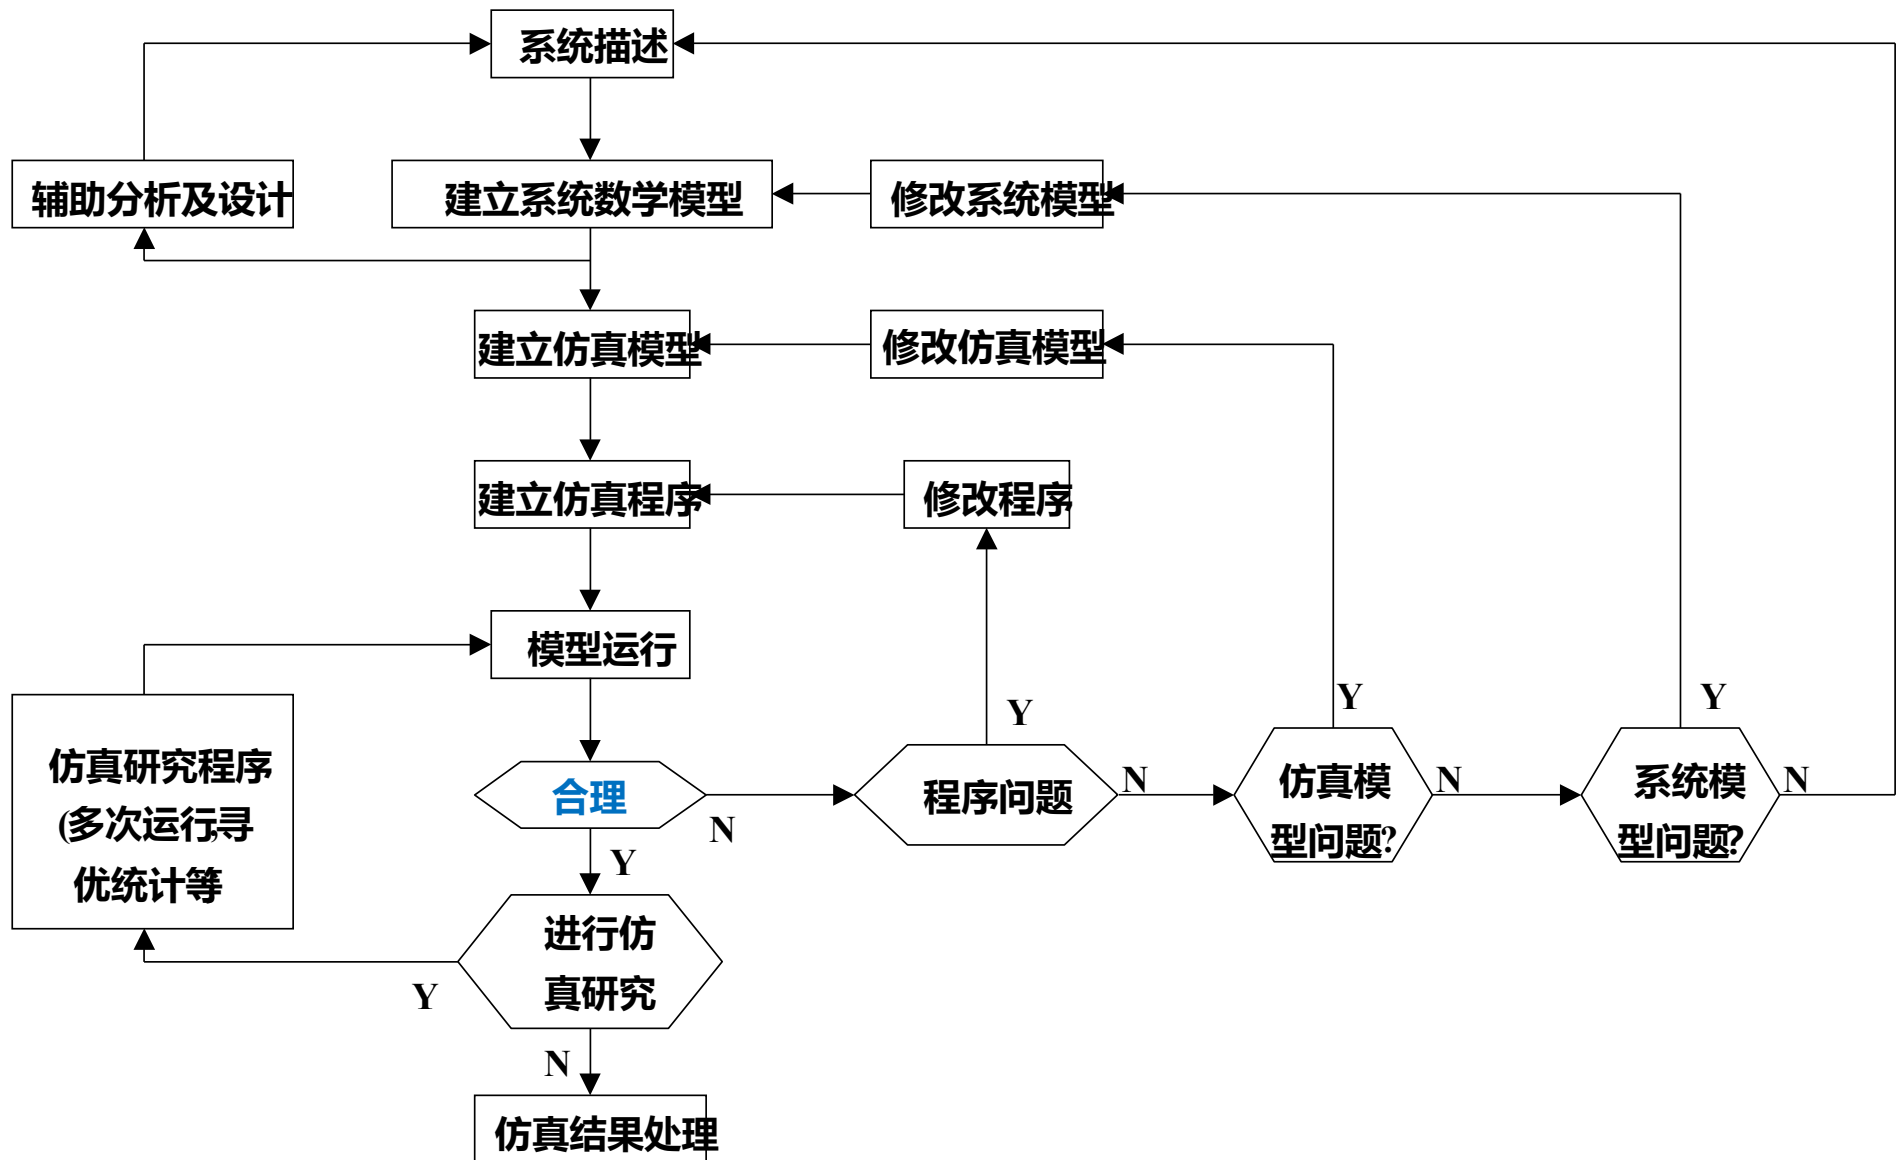 系统描述
辅助分析及设计
建立系统数学模型
修改系统模型
建立仿真模型
修改仿真模型
建立仿真程序
修改程序
模型运行
仿真研究程序
(多次运行,寻
优统计等
合理
N
Y
程序问题
Y
N
仿真模
型问题?
Y
N
系统模
型问题?
Y
N
进行仿
真研究
Y
N
仿真结果处理